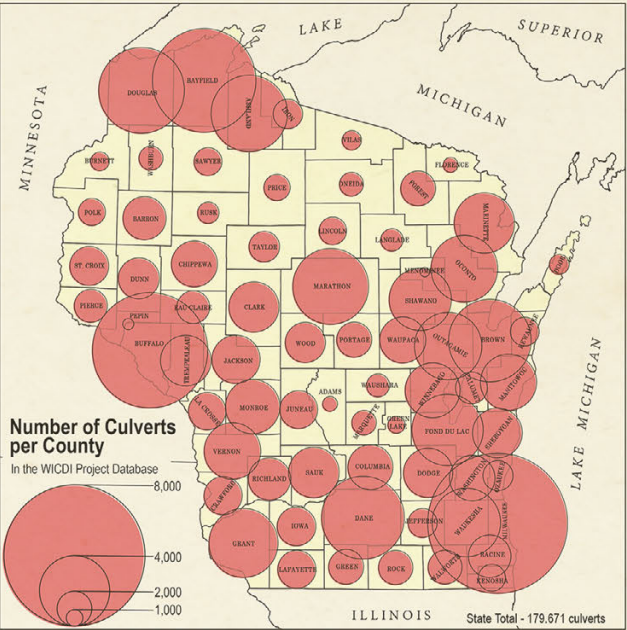 LAKE
SUPERIOR
MICHIGAN
MINNESOTA
DOUGLAS
BAYFIELD
ASHLAND
IRON
VILAS
BURNETT
WASHBURN
SAWYER
FLORENCE
PRICE
ONEIDA
FOREST
POLK
BARRON
RUSK
MARINETTE
LINCOLN
LANGLADE
TAYLOR
ST. CROIX
DUNN
CHIPPEWA
MENOMINEE
OCONTO
DOOR
MARATHON
PIERCE
EAU CLAIRE
CLARK
SHAWANO
PEPIN
BUFFALO
TREMPEALEAU
JACKSON
WOOD
PORTAGE
WAUPACA
OUTAGAMIE
BROWN
KEWAUNEE
LAKE MICHIGAN
WAUSHARA
WINNEBAGO
CALUMET
MANITOWOC
ADAMS
LA CROSSE
MONROE
JUNEAU
MARQUETTE
GREEN
LAKE
FOND DU LAC
SHEBOYGAN
Number of Culverts
per County
In the WICDI Project Database
8,000
4,000
2,000
1,000
VERNON
RICHLAND
SAUK
COLUMBIA
DODGE
WASHINGTON
OZAUKEE
CRAWFORD
GRANT
IOWA
DANE
JEFFERSON
WAUKESHA
MILWAUKEE
LAFAYETTE
GREEN
ROCK
WALWORTH
RACINE
KENOSHA
ILLINOIS
State Total - 179.671 culverts